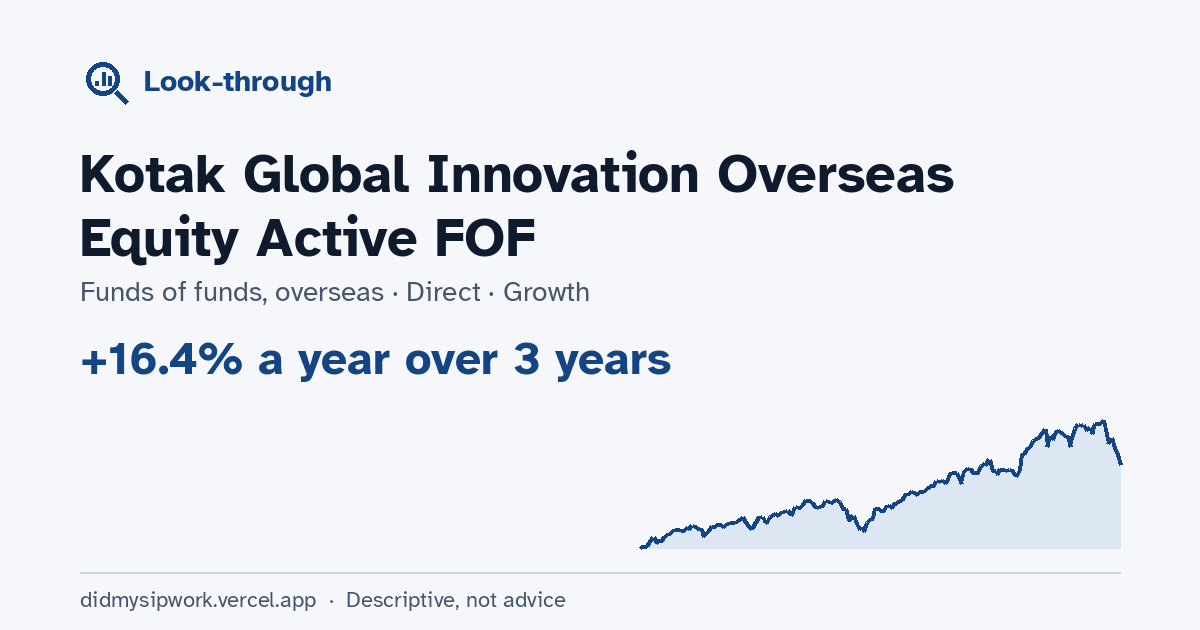 Look-through
Kotak Global Innovation Overseas
Equity Active FOF
Funds of funds, overseas · Direct · Growth
+16.4% a year over 3 years
didmysipwork.vercel.app · Descriptive, not advice